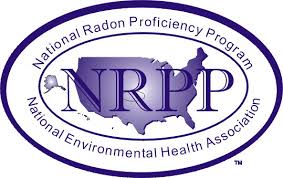 National Radon Proficiency Program
NRPP
National Environmental Health Association
TM